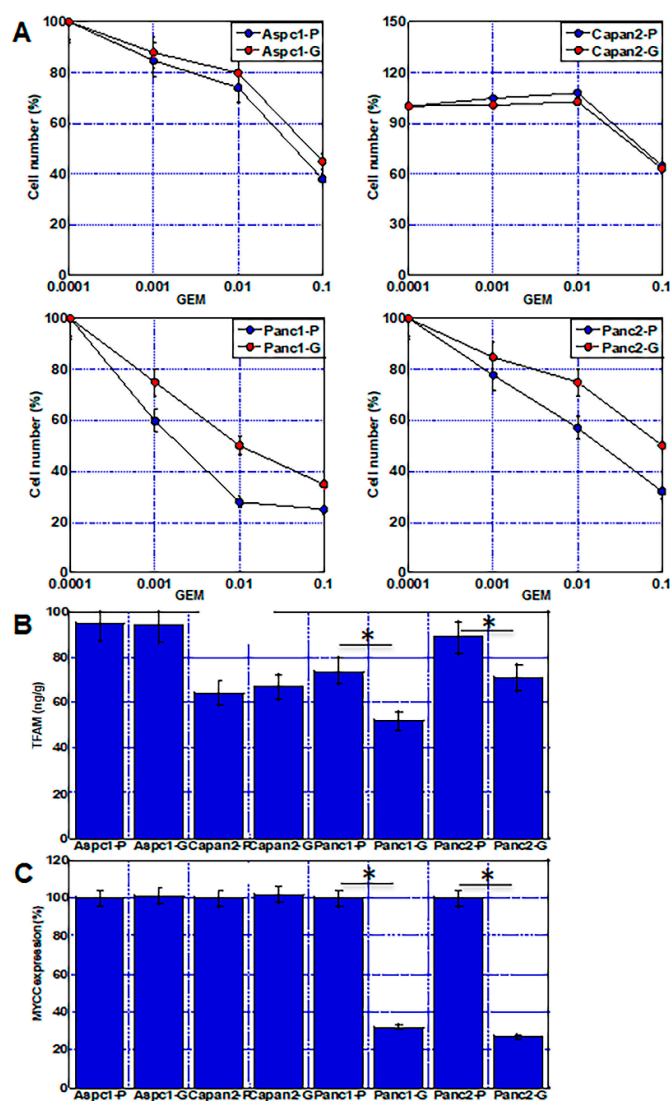 A
Aspc1-P
Aspc1-G
Cell number (%)
100
80
60
40
20
0
0.0001 0.001 0.01 0.1
GEM
Capan2-P
Capan2-G
Cell number (%)
150
120
90
60
30
0
0.0001 0.001 0.01 0.1
GEM
Panc1-P
Panc1-G
Cell number (%)
100
80
60
40
20
0
0.0001 0.001 0.01 0.1
GEM
Panc2-P
Panc2-G
Cell number (%)
100
80
60
40
20
0
0.0001 0.001 0.01 0.1
GEM
B
TFAM (ng/g)
100
80
60
40
20
0
* *
Aspc1-P Aspc1-G Capan2-P Capan2-G Panc1-P Panc1-G Panc2-P Panc2-G
C
MYCCexpression(%)
120
100
80
60
40
20
0
* *
Aspc1-P Aspc1-G Capan2-P Capan2-G Panc1-P Panc1-G Panc2-P Panc2-G